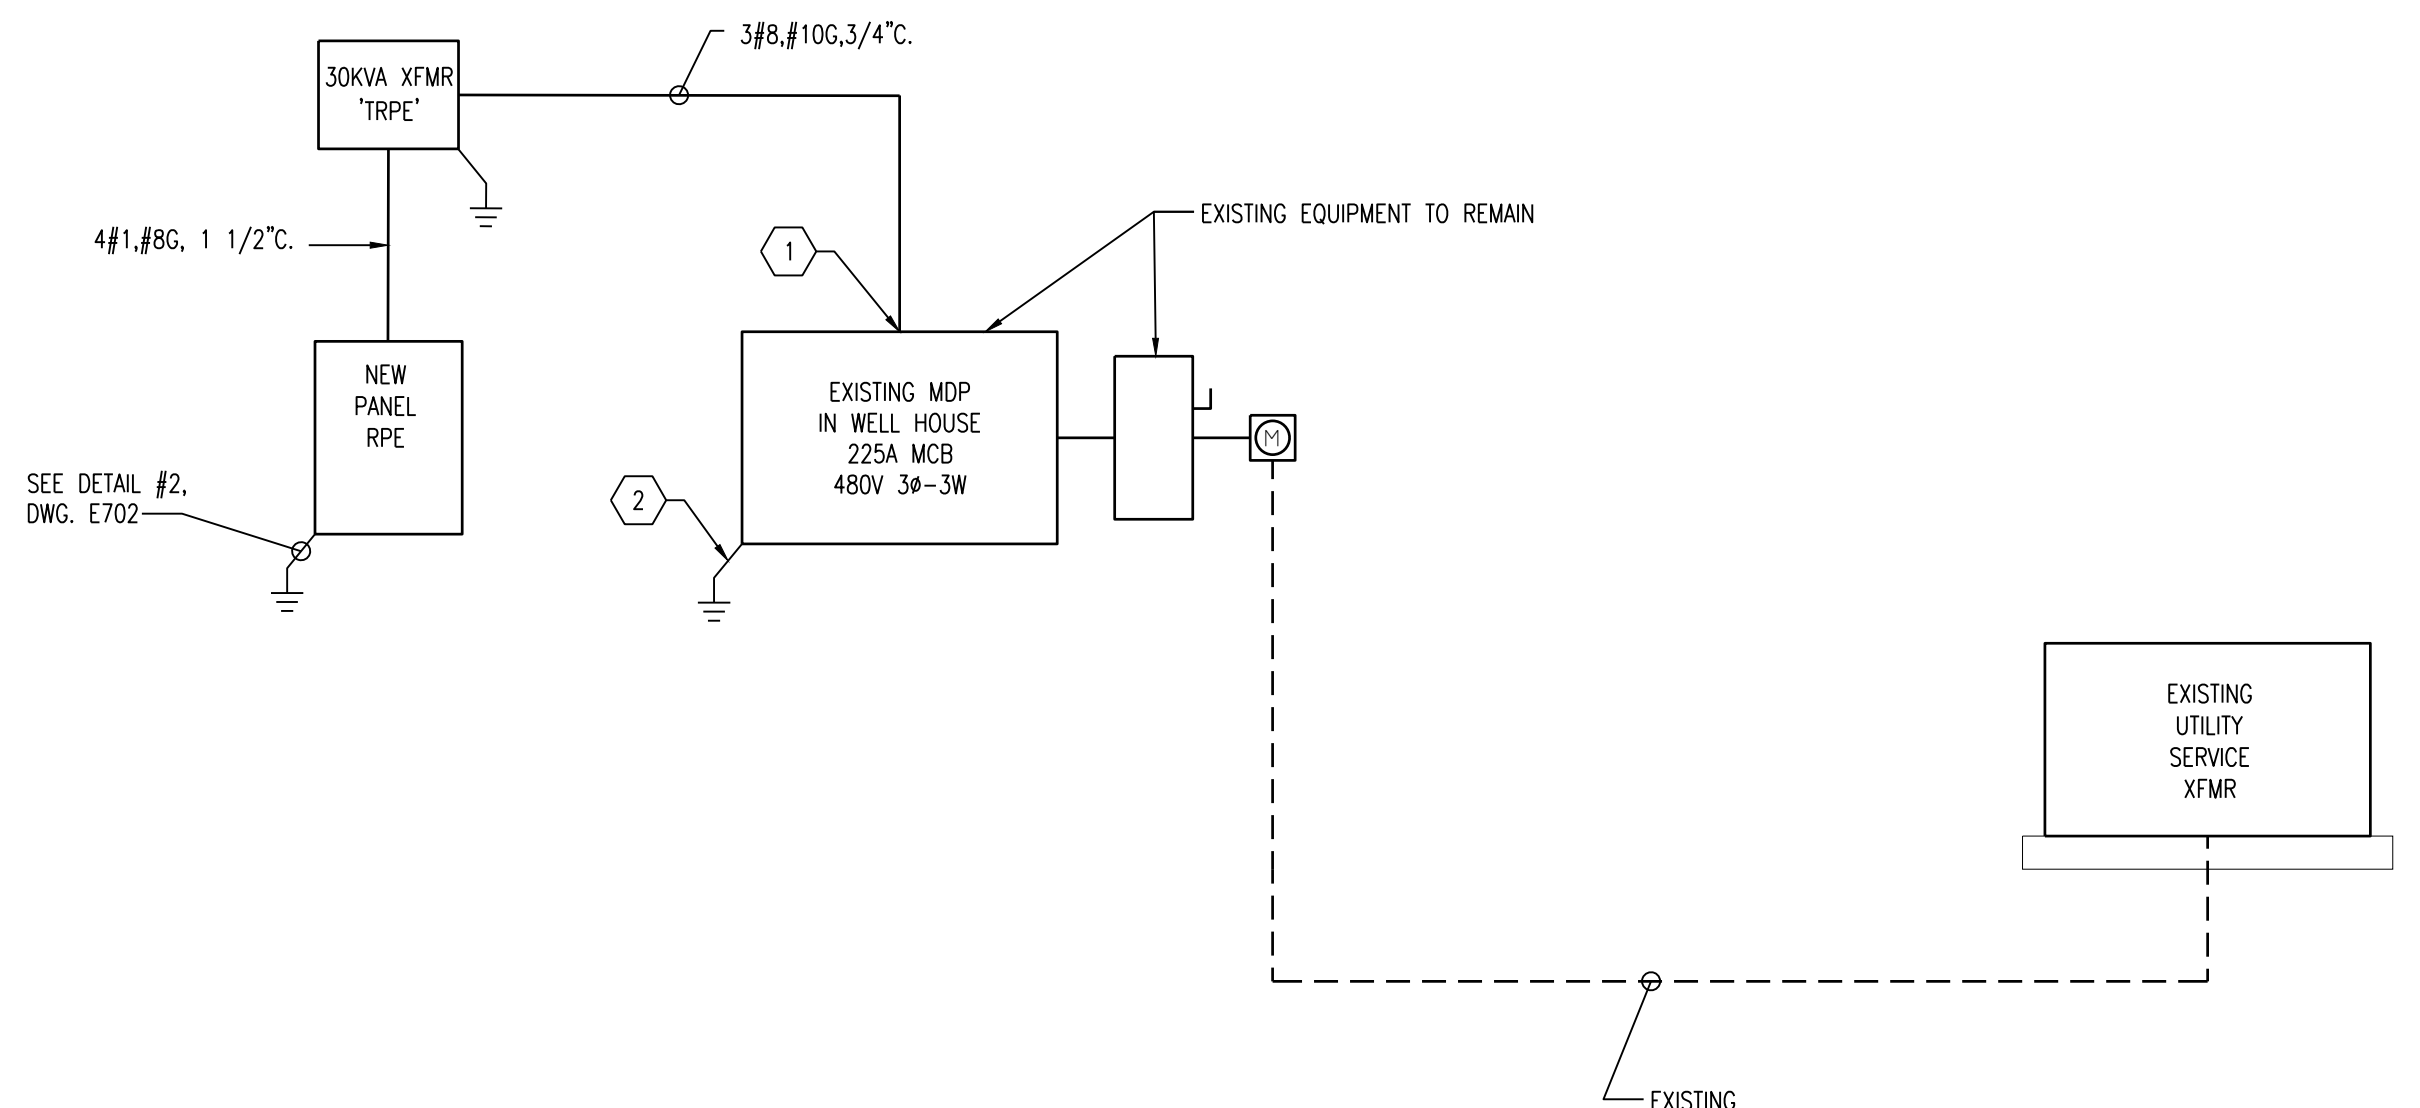 3#8,#10G,3/4"C.
30KVA XFMR
'TRPE'
4#1,#8G, 1 1/2"C.
EXISTING EQUIPMENT TO REMAIN
1
NEW
PANEL
RPE
EXISTING MDP
IN WELL HOUSE
225A MCB
480V 3ø-3W
M
SEE DETAIL #2,
DWG. E702
2
EXISTING
UTILITY
SERVICE
XFMR
EXISTING